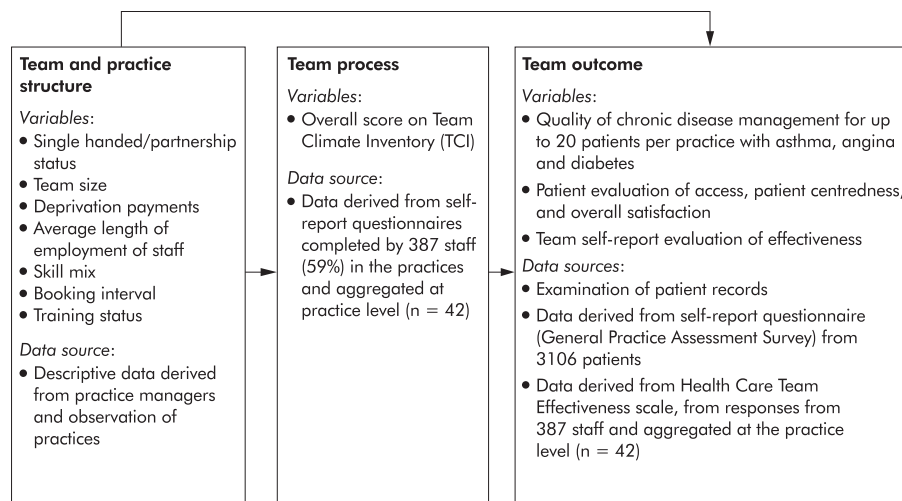 Team and practice
structure
Variables:
• Single handed/partnership
status
• Team size
• Deprivation payments
• Average length of
employment of staff
• Skill mix
• Booking interval
• Training status
Data source:
• Descriptive data derived
from practice managers
and observation of
practices
Team process
Variables:
• Overall score on Team
Climate Inventory (TCI)
Data source:
• Data derived from self-
report questionnaires
completed by 387 staff
(59%) in the practices
and aggregated at
practice level (n = 42)
Team outcome
Variables:
• Quality of chronic disease management for up
to 20 patients per practice with asthma, angina
and diabetes
• Patient evaluation of access, patient centredness,
and overall satisfaction
• Team self-report evaluation of effectiveness
Data sources:
• Examination of patient records
• Data derived from self-report questionnaire
(General Practice Assessment Survey) from
3106 patients
• Data derived from Health Care Team
Effectiveness scale, from responses from
387 staff and aggregated at the practice
level (n = 42)